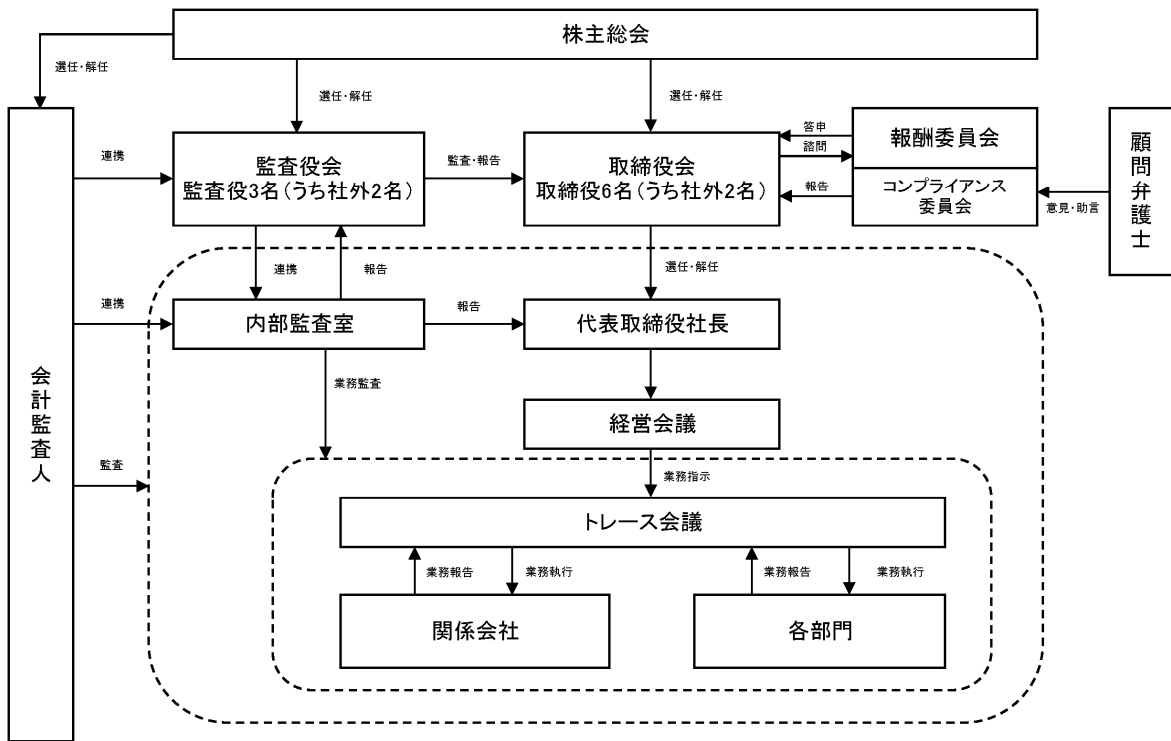 株主総会
選任・解任
選任・解任
選任・解任
会計監査人
連携
監査役会
監査役3名(うち社外2名)
監査・報告
取締役会
取締役6名(うち社外2名)
答申
諮問
報告
報酬委員会
コンプライアンス
委員会
意見・助言
顧問弁護士
連携
報告
選任・解任
連携
内部監査室
報告
代表取締役社長
業務監査
経営会議
監査
業務指示
トレース会議
業務報告
業務執行
業務報告
業務執行
関係会社
各部門